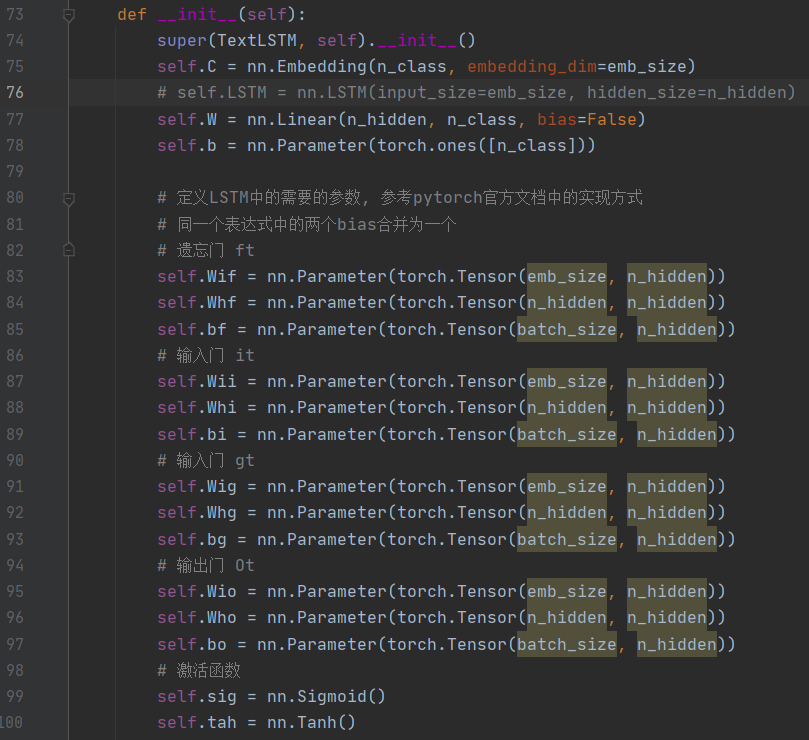 73 def __init__(self):
74 super(TextLSTM, self).__init__()
75 self.C = nn.Embedding(n_class, embedding_dim=emb_size)
76 # self.LSTM = nn.LSTM(input_size=emb_size, hidden_size=n_hidden)
77 self.W = nn.Linear(n_hidden, n_class, bias=False)
78 self.b = nn.Parameter(torch.ones([n_class]))
79
80 # 定义LSTM中的需要的参数, 参考pytorch官方文档中的实现方式
81 # 同一个表达式中的两个bias合并为一个
82 # 遗忘门 ft
83 self.Wif = nn.Parameter(torch.Tensor(emb_size, n_hidden))
84 self.Whf = nn.Parameter(torch.Tensor(n_hidden, n_hidden))
85 self.bf = nn.Parameter(torch.Tensor(batch_size, n_hidden))
86 # 输入门 it
87 self.Wii = nn.Parameter(torch.Tensor(emb_size, n_hidden))
88 self.Whi = nn.Parameter(torch.Tensor(n_hidden, n_hidden))
89 self.bi = nn.Parameter(torch.Tensor(batch_size, n_hidden))
90 # 输入门 gt
91 self.Wig = nn.Parameter(torch.Tensor(emb_size, n_hidden))
92 self.Whg = nn.Parameter(torch.Tensor(n_hidden, n_hidden))
93 self.bg = nn.Parameter(torch.Tensor(batch_size, n_hidden))
94 # 输出门 Ot
95 self.Wio = nn.Parameter(torch.Tensor(emb_size, n_hidden))
96 self.Who = nn.Parameter(torch.Tensor(n_hidden, n_hidden))
97 self.bo = nn.Parameter(torch.Tensor(batch_size, n_hidden))
98 # 激活函数
99 self.sig = nn.Sigmoid()
100 self.tah = nn.Tanh()